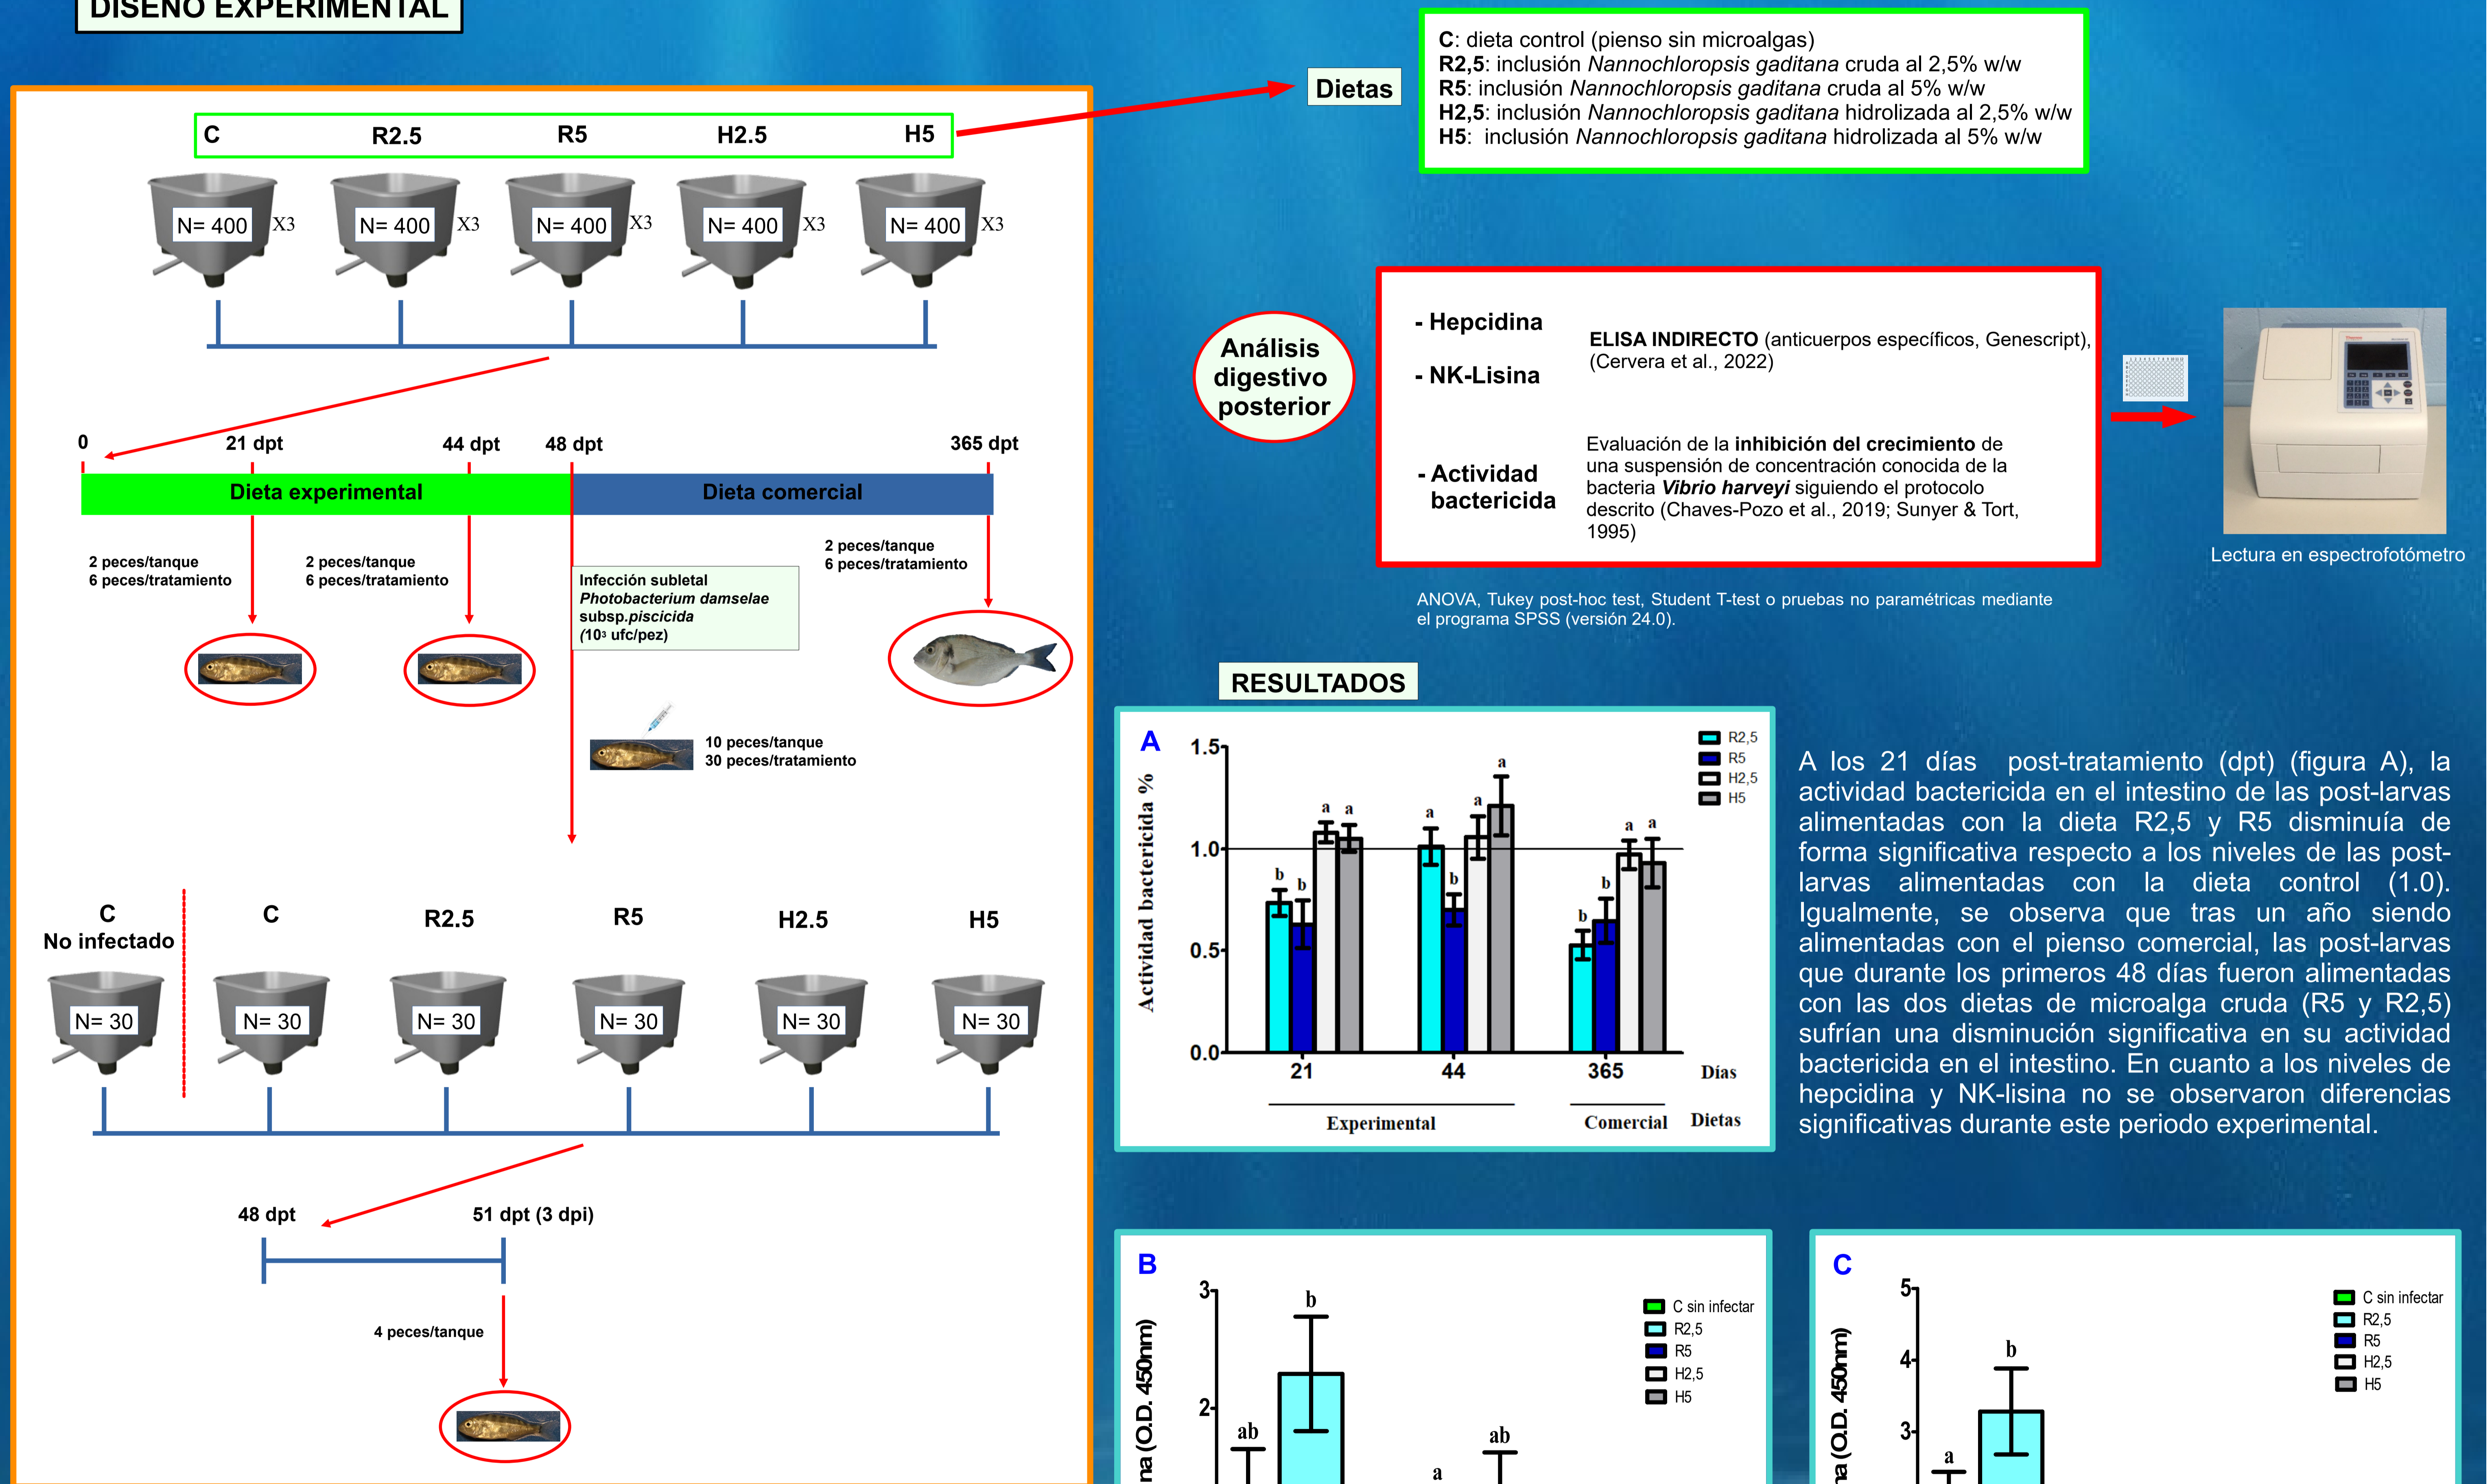 DISEÑO EXPERIMENTAL
C R2.5 R5 H2.5 H5
N= 400 X3 N= 400 X3 N= 400 X3 N= 400 X3 N= 400 X3
0 21 dpt 44 dpt 48 dpt 365 dpt
Dieta experimental Dieta comercial
2 peces/tanque
6 peces/tratamiento
2 peces/tanque
6 peces/tratamiento
2 peces/tanque
6 peces/tratamiento
Infección subletal
Photobacterium damselae
subsp.piscicida
(10³ ufc/pez)
10 peces/tanque
30 peces/tratamiento
C
No infectado
C R2.5 R5 H2.5 H5
N= 30 N= 30 N= 30 N= 30 N= 30 N= 30
48 dpt 51 dpt (3 dpi)
4 peces/tanque
Dietas
C: dieta control (pienso sin microalgas)
R2,5: inclusión Nannochloropsis gaditana cruda al 2,5% w/w
R5: inclusión Nannochloropsis gaditana cruda al 5% w/w
H2,5: inclusión Nannochloropsis gaditana hidrolizada al 2,5% w/w
H5: inclusión Nannochloropsis gaditana hidrolizada al 5% w/w
Análisis
digestivo
posterior
- Hepcidina
- NK-Lisina
ELISA INDIRECTO (anticuerpos específicos, Genescript),
(Cervera et al., 2022)
- Actividad
bactericida
Evaluación de la inhibición del crecimiento de
una suspensión de concentración conocida de la
bacteria Vibrio harveyi siguiendo el protocolo
descrito (Chaves-Pozo et al., 2019; Sunyer & Tort,
1995)
Lectura en espectrofotómetro
ANOVA, Tukey post-hoc test, Student T-test o pruebas no paramétricas mediante
el programa SPSS (versión 24.0).
RESULTADOS
A
Actividad bactericida %
1.5
1.0
0.5
0.0
b b a a
a b a a
b b a a
R2,5
R5
H2,5
H5
21 44 365 Días
Experimental Comercial Dietas
A los 21 días post-tratamiento (dpt) (figura A), la
actividad bactericida en el intestino de las post-larvas
alimentadas con la dieta R2,5 y R5 disminuía de
forma significativa respecto a los niveles de las post-
larvas alimentadas con la dieta control (1.0).
Igualmente, se observa que tras un año siendo
alimentadas con el pienso comercial, las post-larvas
que durante los primeros 48 días fueron alimentadas
con las dos dietas de microalga cruda (R5 y R2,5)
sufrían una disminución significativa en su actividad
bactericida en el intestino. En cuanto a los niveles de
hepcidina y NK-lisina no se observaron diferencias
significativas durante este periodo experimental.
B
na (O.D. 450nm)
3
2
ab b a ab
C sin infectar
R2,5
R5
H2,5
H5
C
na (O.D. 450nm)
5
4
3
a b
C sin infectar
R2,5
R5
H2,5
H5